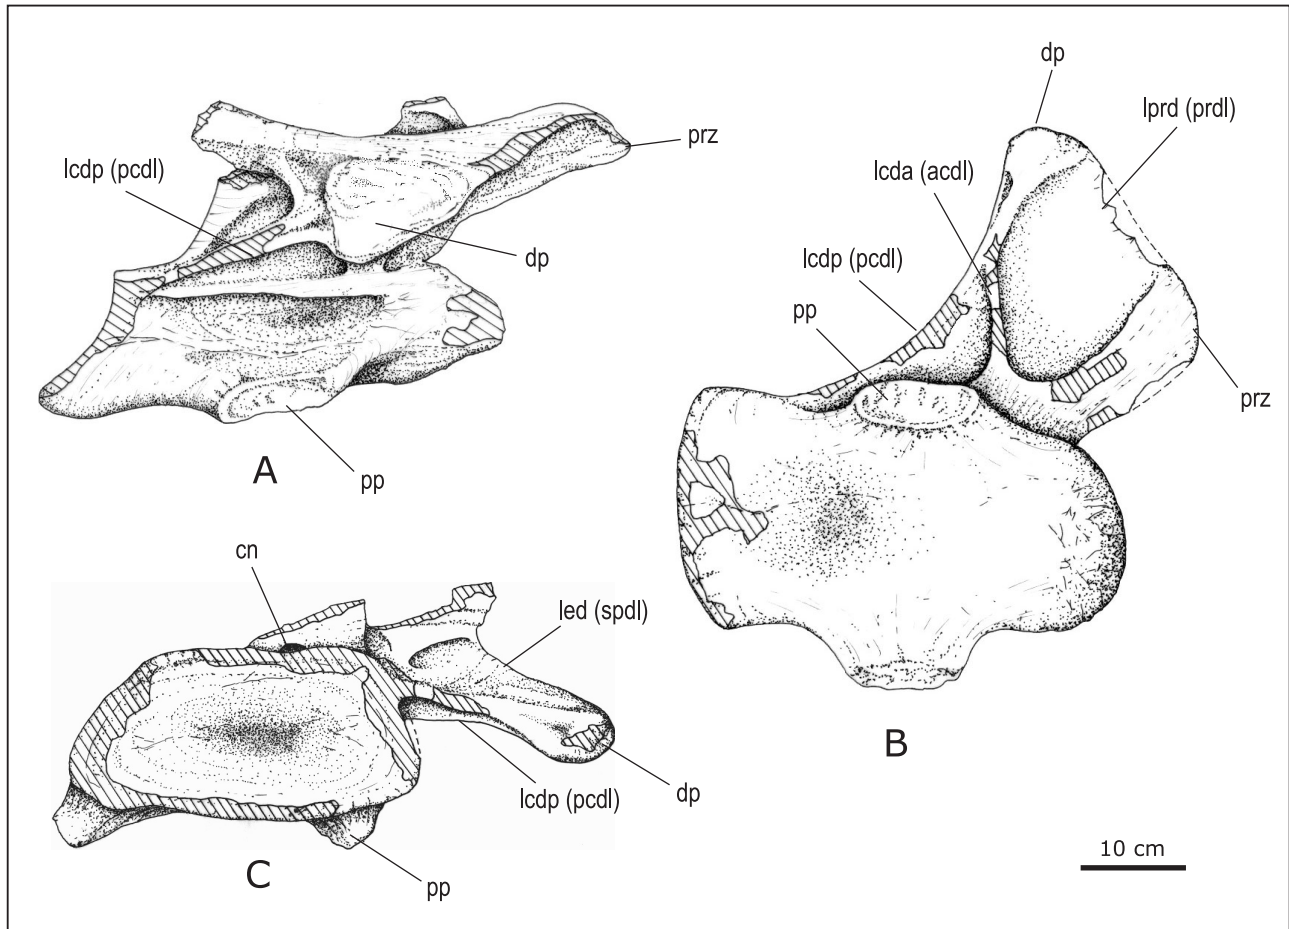 lcdp (pcdl)
prz
dp
pp
A
dp
lprd (prdl)
lcda (acdl)
lcdp (pcdl)
pp
prz
B
cn
led (spdl)
lcdp (pcdl)
dp
pp
C
10 cm